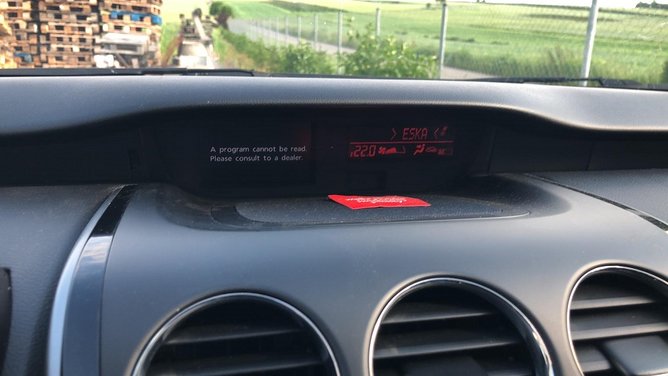 A program cannot be read
Please consult to a dealer.
> ESKA <
22.0